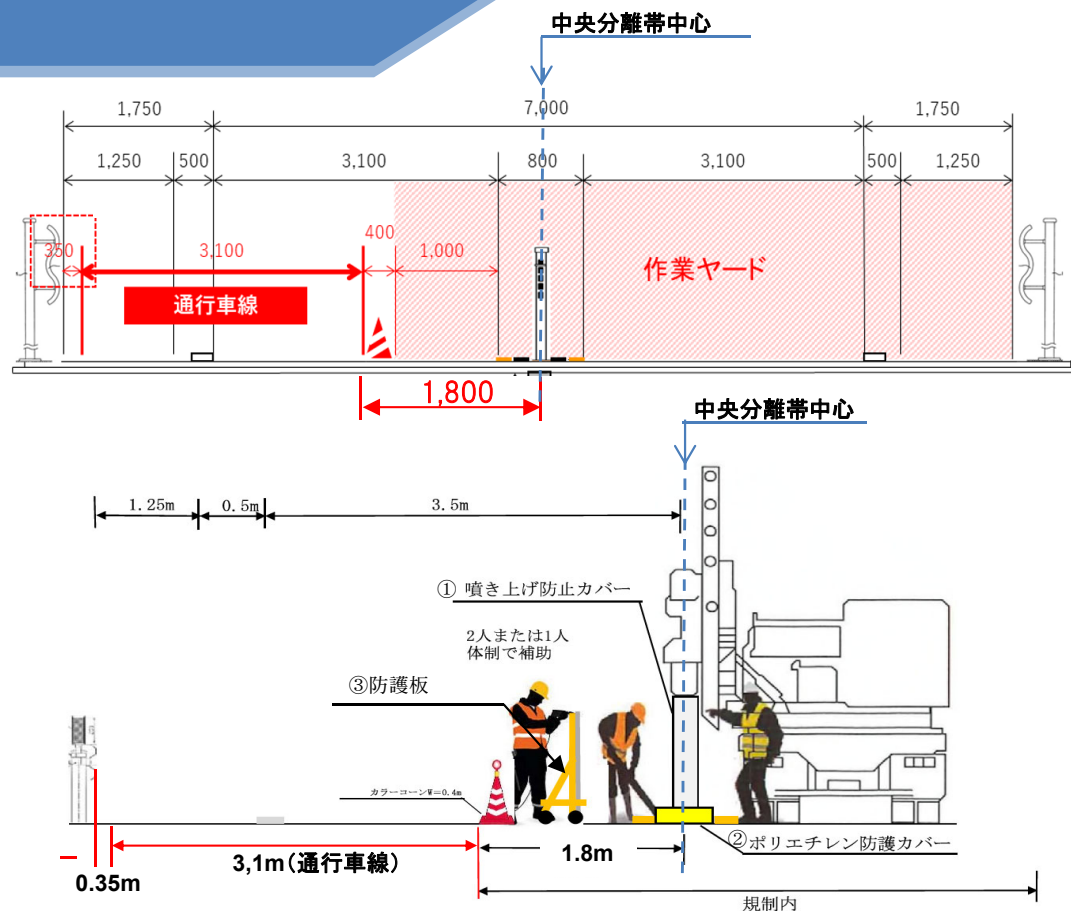 中央分離帯中心
1,750
7,000
1,750
1,250
500
3,100
800
3,100
500
1,250
350
3,100
400
1,000
作業ヤード
通行車線
1,800
中央分離帯中心
1.25m
0.5m
3.5m
① 噴き上げ防止カバー
2人または1人
体制で補助
③防護板
カラーコーンW=0.4m
②ポリエチレン防護カバー
3,1m(通行車線)
1.8m
0.35m
規制内